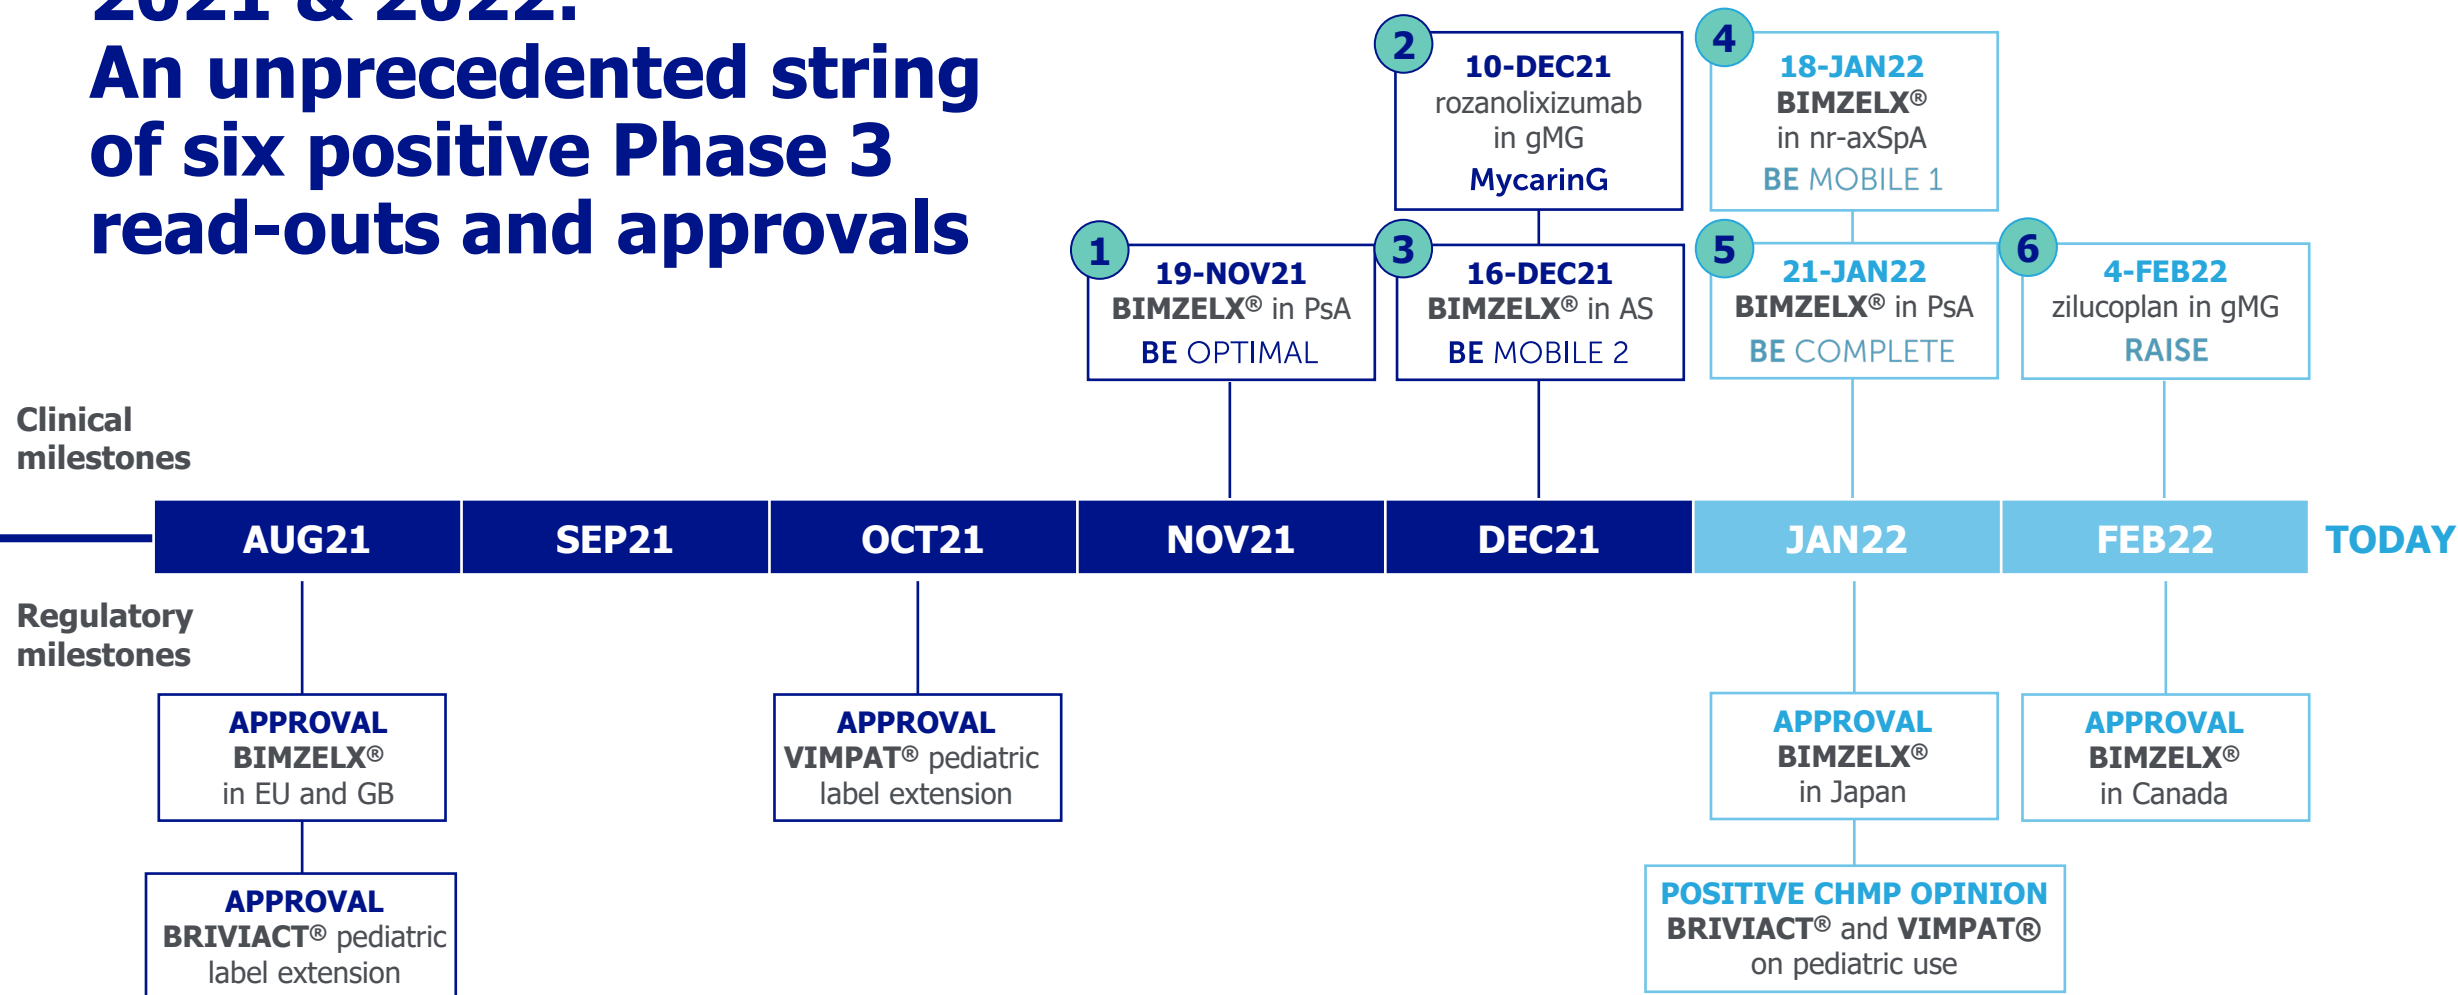 2021 & 2022:
An unprecedented string
of six positive Phase 3
read-outs and approvals
2
10-DEC21
rozanolixizumab
in gMG
MycarinG
4
18-JAN22
BIMZELX®
in nr-axSpA
BE MOBILE 1
1
19-NOV21
BIMZELX® in PsA
BE OPTIMAL
3
16-DEC21
BIMZELX® in AS
BE MOBILE 2
5
21-JAN22
BIMZELX® in PsA
BE COMPLETE
6
4-FEB22
zilucoplan in gMG
RAISE
Clinical
milestones
AUG21
SEP21
OCT21
NOV21
DEC21
JAN22
FEB22
TODAY
Regulatory
milestones
APPROVAL
BIMZELX®
in EU and GB
APPROVAL
VIMPAT® pediatric
label extension
APPROVAL
BIMZELX®
in Japan
APPROVAL
BIMZELX®
in Canada
APPROVAL
BRIVIACT® pediatric
label extension
POSITIVE CHMP OPINION
BRIVIACT® and VIMPAT®
on pediatric use